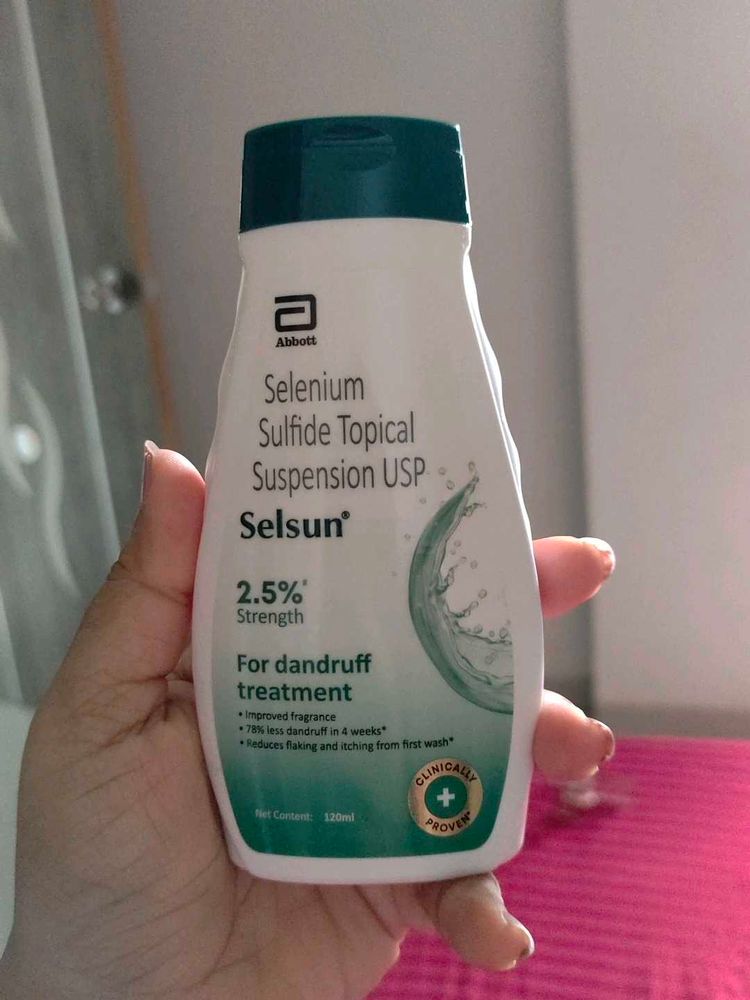 Abbott
Selenium
Sulfide Topical
Suspension USP
Selsun®
2.5%#
Strength
For dandruff
treatment
• Improved fragrance
• 78% less dandruff in 4 weeks*
• Reduces flaking and itching from first wash*
CLINICALLY
PROVEN*
Net Content: 120ml